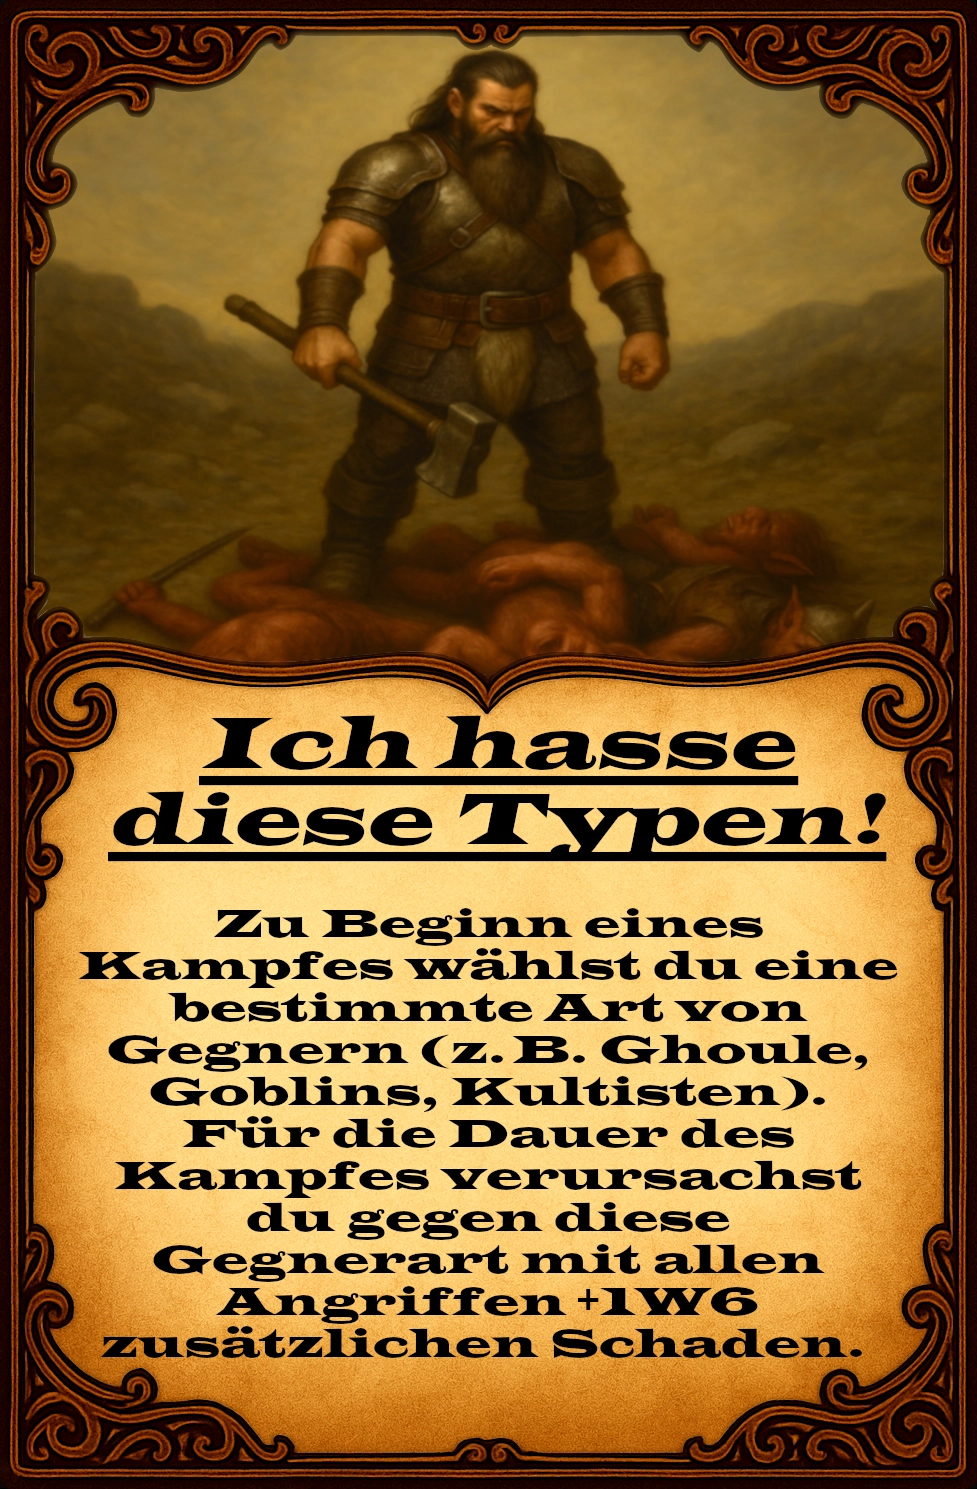 Ich hasse
diese Typen!
Zu Beginn eines
Kampfes wählst du eine
bestimmte Art von
Gegnern (z. B. Ghoule,
Goblins, Kultisten).
Für die Dauer des
Kampfes verursachst
du gegen diese
Gegnerart mit allen
Angriffen +1W6
zusätzlichen Schaden.